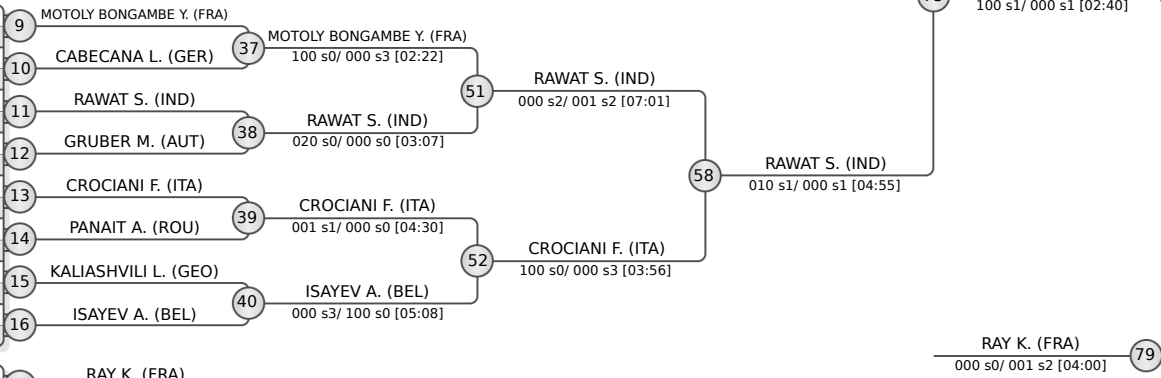 100 s1/ 000 s1 [02:40]
9
MOTOLY BONGAMBE Y. (FRA)
37
MOTOLY BONGAMBE Y. (FRA)
100 s0/ 000 s3 [02:22]
10
CABECANA L. (GER)
51
RAWAT S. (IND)
000 s2/ 001 s2 [07:01]
11
RAWAT S. (IND)
38
RAWAT S. (IND)
020 s0/ 000 s0 [03:07]
12
GRUBER M. (AUT)
58
RAWAT S. (IND)
010 s1/ 000 s1 [04:55]
13
CROCIANI F. (ITA)
39
CROCIANI F. (ITA)
001 s1/ 000 s0 [04:30]
14
PANAIT A. (ROU)
52
CROCIANI F. (ITA)
100 s0/ 000 s3 [03:56]
15
KALIASHVILI L. (GEO)
40
ISAYEV A. (BEL)
000 s3/ 100 s0 [05:08]
16
ISAYEV A. (BEL)
RAY K. (FRA)
000 s0/ 001 s2 [04:00]
79
RAY K. (FRA)